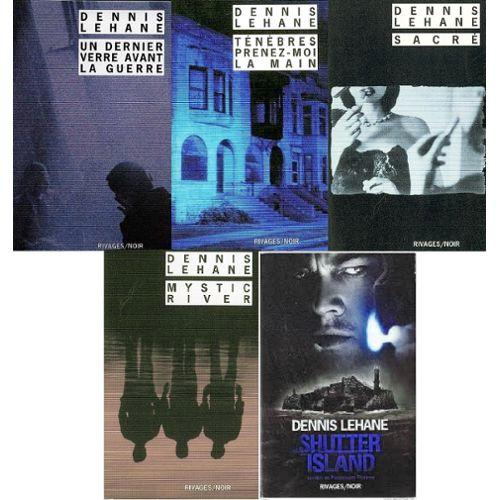 DENNIS
LEHANE
UN DERNIER
VERRE AVANT
LA GUERRE
RIVAGES/NOIR
DENNIS
LEHANE
TÉNÈBRES
PRENEZ-MOI
LA MAIN
RIVAGES/NOIR
DENNIS
LEHANE
SACRÉ
RIVAGES/NOIR
DENNIS
LEHANE
MYSTIC
RIVER
RIVAGES/NOIR
DENNIS LEHANE
SHUTTER
ISLAND
RIVAGES/NOIR